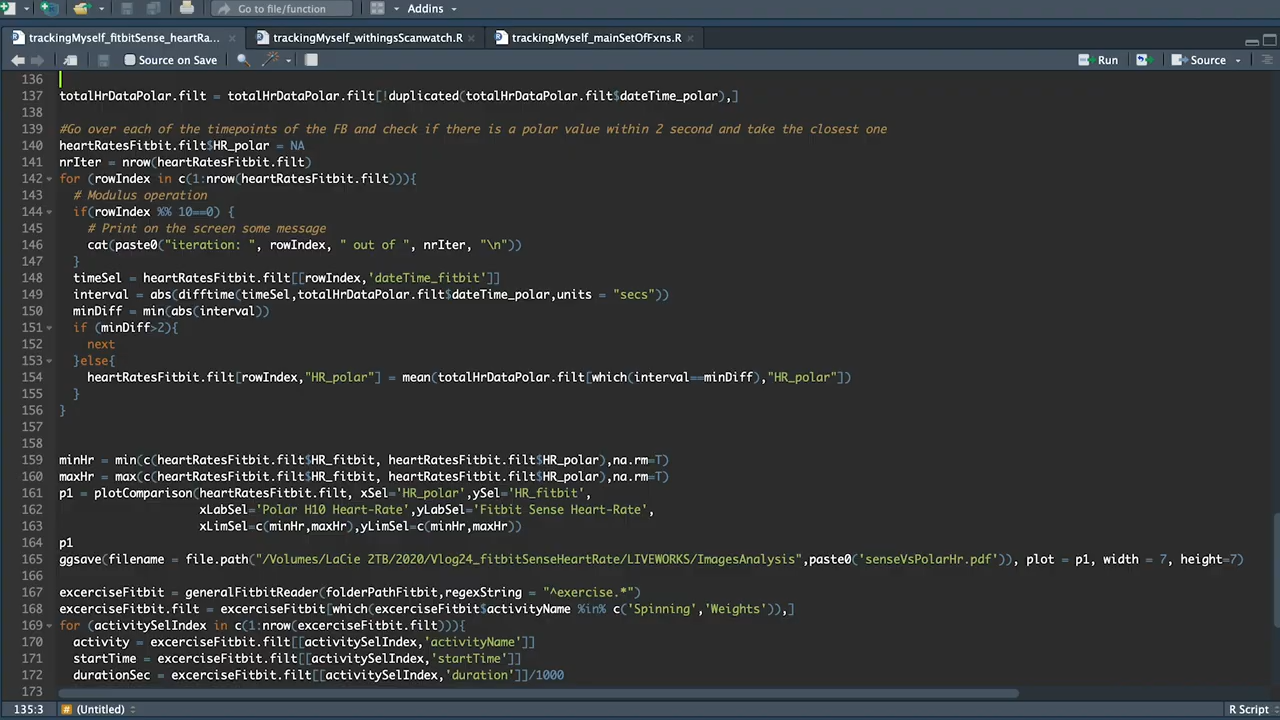 Go to file/function
Addins
trackingMyself_fitbitSense_heartRa...
trackingMyself_withingsScanwatch.R
trackingMyself_mainSetOfFxns.R
Source on Save
Run
Source
136
137 totalHrDataPolar.filt = totalHrDataPolar.filt[!duplicated(totalHrDataPolar.filt$dateTime_polar),]
138
139 #Go over each of the timepoints of the FB and check if there is a polar value within 2 second and take the closest one
140 heartRatesFitbit.filt$HR_polar = NA
141 nrIter = nrow(heartRatesFitbit.filt)
142 for (rowIndex in c(1:nrow(heartRatesFitbit.filt))){
143 # Modulus operation
144 if(rowIndex %% 10==0) {
145 # Print on the screen some message
146 cat(paste0("iteration: ", rowIndex, " out of ", nrIter, "\n"))
147 }
148 timeSel = heartRatesFitbit.filt[[rowIndex,'dateTime_fitbit']]
149 interval = abs(difftime(timeSel,totalHrDataPolar.filt$dateTime_polar,units = "secs"))
150 minDiff = min(abs(interval))
151 if (minDiff>2){
152 next
153 }else{
154 heartRatesFitbit.filt[rowIndex,"HR_polar"] = mean(totalHrDataPolar.filt[which(interval==minDiff),"HR_polar"])
155 }
156 }
157
158
159 minHr = min(c(heartRatesFitbit.filt$HR_fitbit, heartRatesFitbit.filt$HR_polar),na.rm=T)
160 maxHr = max(c(heartRatesFitbit.filt$HR_fitbit, heartRatesFitbit.filt$HR_polar),na.rm=T)
161 p1 = plotComparison(heartRatesFitbit.filt, xSel='HR_polar',ySel='HR_fitbit',
162 xLabSel='Polar H10 Heart-Rate',yLabSel='Fitbit Sense Heart-Rate',
163 xLimSel=c(minHr,maxHr),yLimSel=c(minHr,maxHr))
164 p1
165 ggsave(filename = file.path("/Volumes/LaCie 2TB/2020/Vlog24_fitbitSenseHeartRate/LIVEWORKS/ImagesAnalysis",paste0('senseVsPolarHr.pdf')), plot = p1, width = 7, height=7)
166
167 excerciseFitbit = generalFitbitReader(folderPathFitbit,regexString = "^exercise.*")
168 excerciseFitbit.filt = excerciseFitbit[which(excerciseFitbit$activityName %in% c('Spinning','Weights')),]
169 for (activitySelIndex in c(1:nrow(excerciseFitbit.filt))){
170 activity = excerciseFitbit.filt[[activitySelIndex,'activityName']]
171 startTime = excerciseFitbit.filt[[activitySelIndex,'startTime']]
172 durationSec = excerciseFitbit.filt[[activitySelIndex,'duration']]/1000
173
135:3
# (Untitled)
R Script